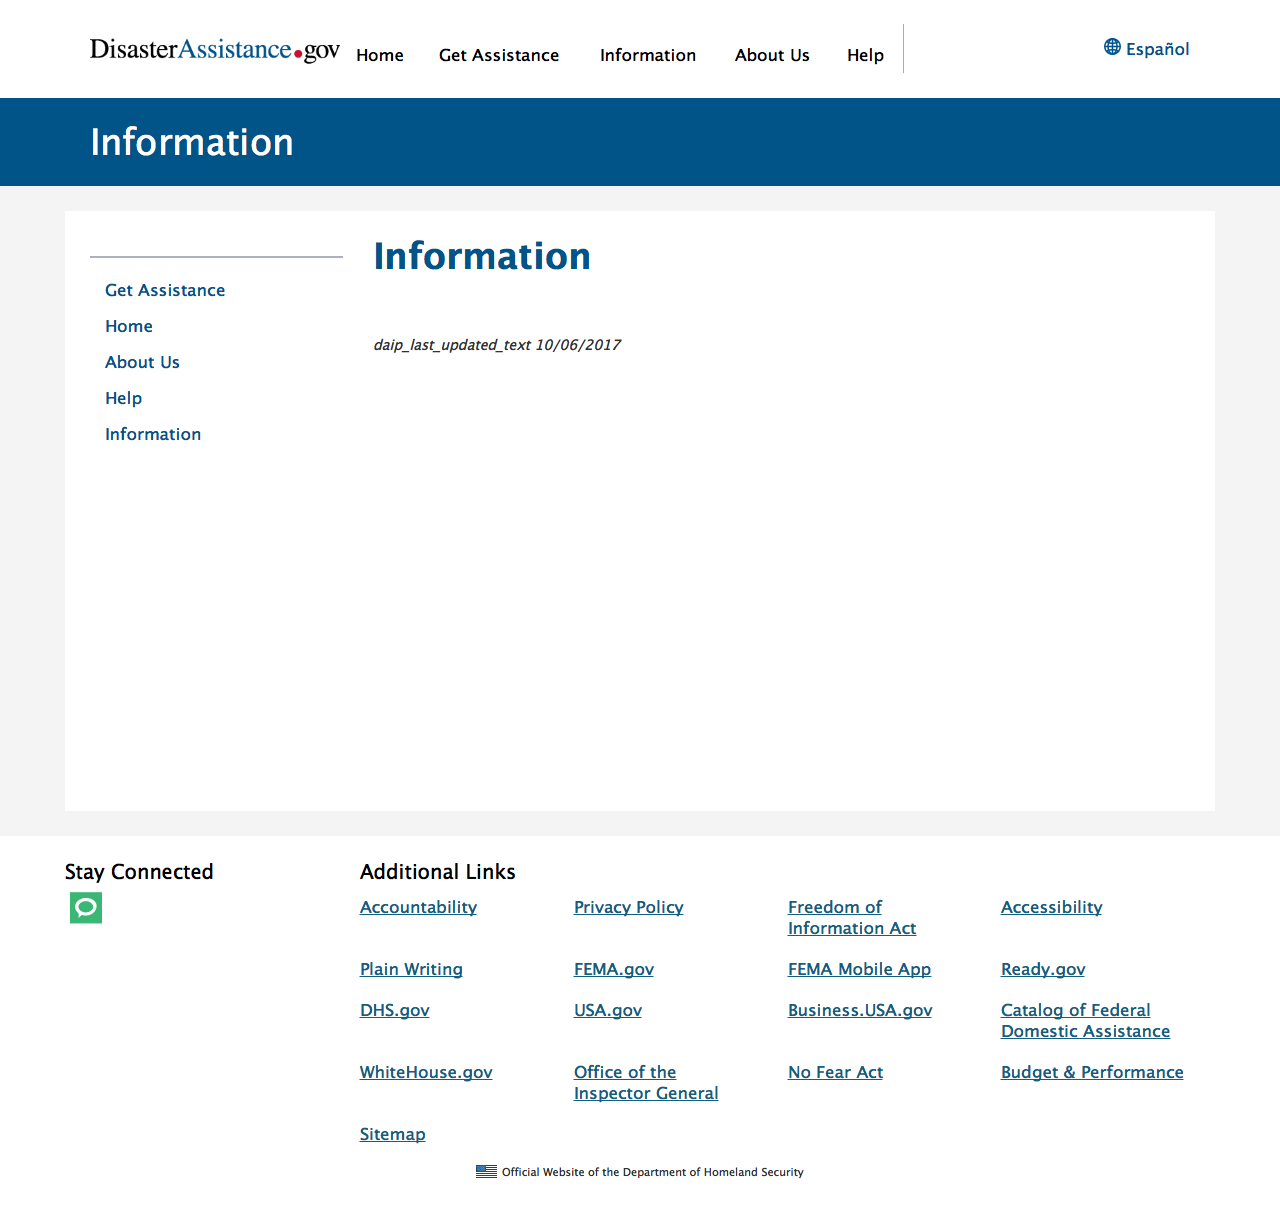 DisasterAssistance.gov Home Get Assistance Information About Us Help Español
Information
Information
Get Assistance
Home
daip_last_updated_text 10/06/2017
About Us
Help
Information
Stay Connected
Additional Links
Accountability Privacy Policy Freedom of Accessibility
Information Act
Plain Writing FEMA.gov FEMA Mobile App Ready.gov
DHS.gov USA.gov Business.USA.gov Catalog of Federal
Domestic Assistance
WhiteHouse.gov Office of the No Fear Act Budget & Performance
Inspector General
Sitemap
Official Website of the Department of Homeland Security